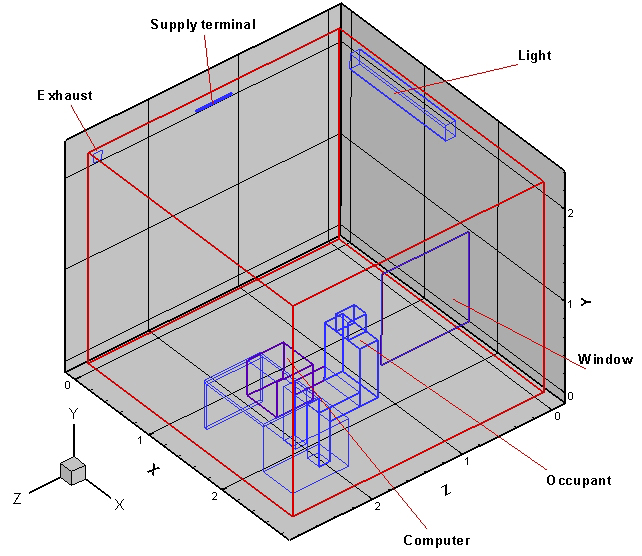 Supply terminal
Light
Exhaust
2
1
Y
Window
0
0
0
1
X
2
1
Z
2
Y
Z
X
Occupant
Computer